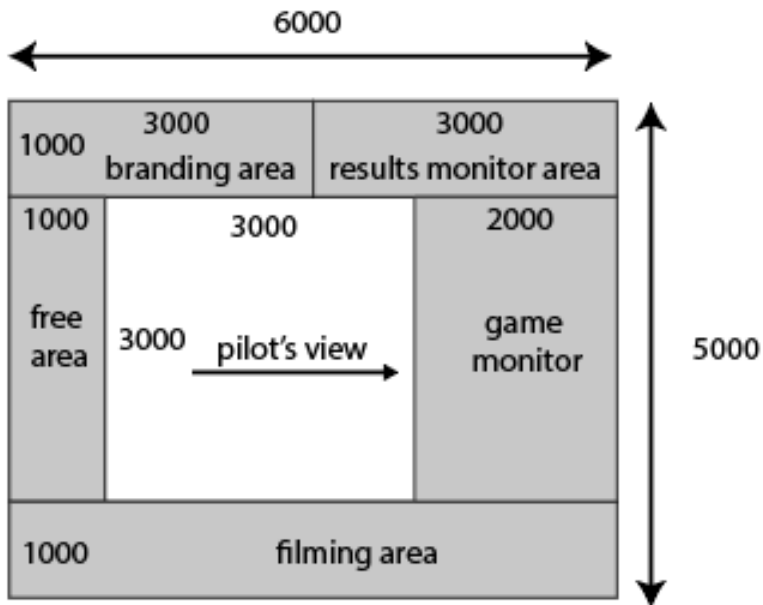 6000
3000
3000
1000
branding area
results monitor area
1000
3000
2000
free
area
3000
pilot's view
game
monitor
5000
1000
filming area